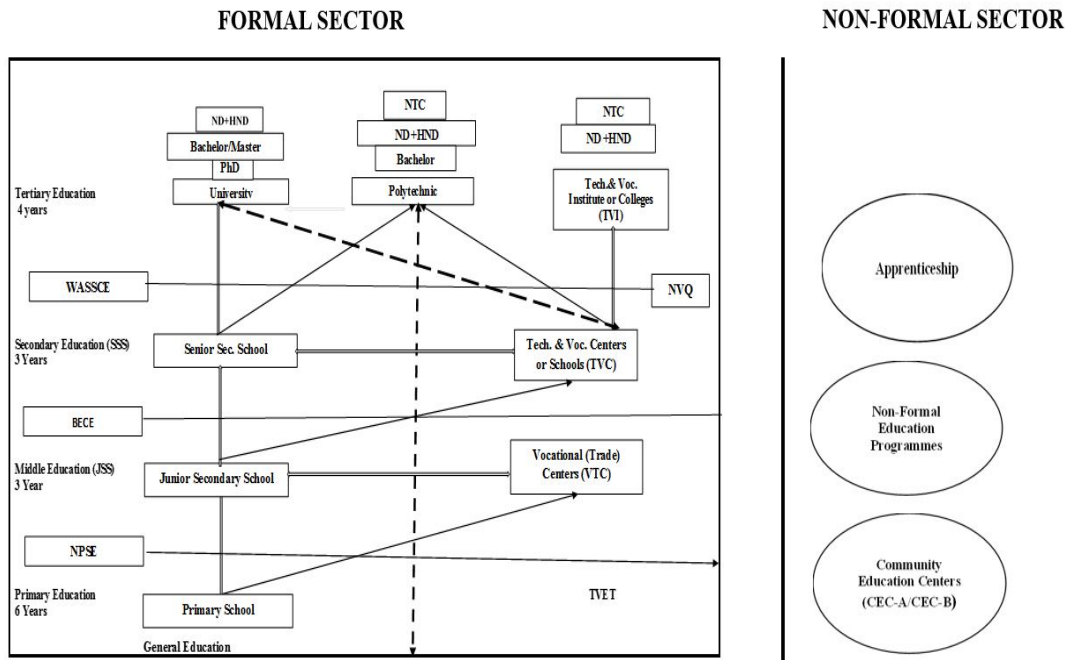 FORMAL SECTOR
NON-FORMAL SECTOR
ND+HND
Bachelor/Master
PhD
University
NTC
ND+HND
Bachelor
Polytechnic
NTC
ND+HND
Tech.& Voc.
Institute or Colleges
(TVI)
Tertiary Education
4 years
WASSCE
NVQ
Secondary Education (SSS)
3 Years
Senior Sec. School
Tech. & Voc. Centers
or Schools (TVC)
BECE
Middle Education (JSS)
3 Year
Junior Secondary School
Vocational (Trade)
Centers (VTC)
NPSE
Primary Education
6 Years
Primary School
TVET
General Education
Apprenticeship
Non-Formal
Education
Programmes
Community
Education Centers
(CEC-A/CEC-B)